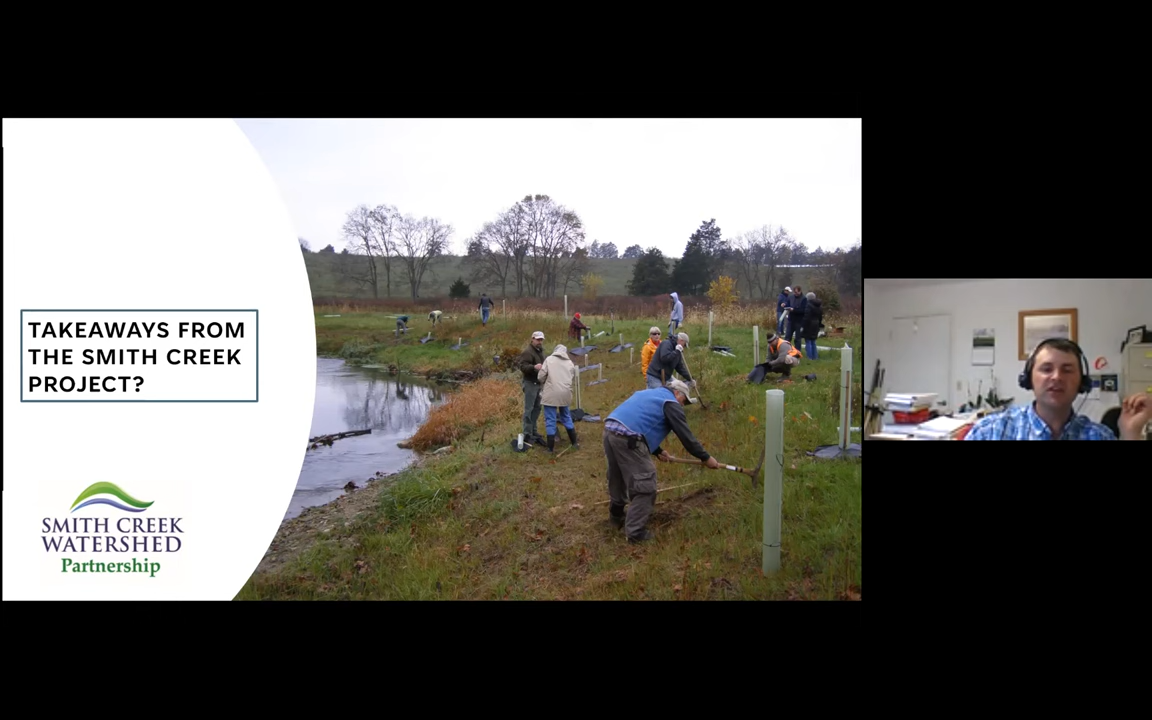 TAKEAWAYS FROM
THE SMITH CREEK
PROJECT?
SMITH CREEK
WATERSHED
Partnership